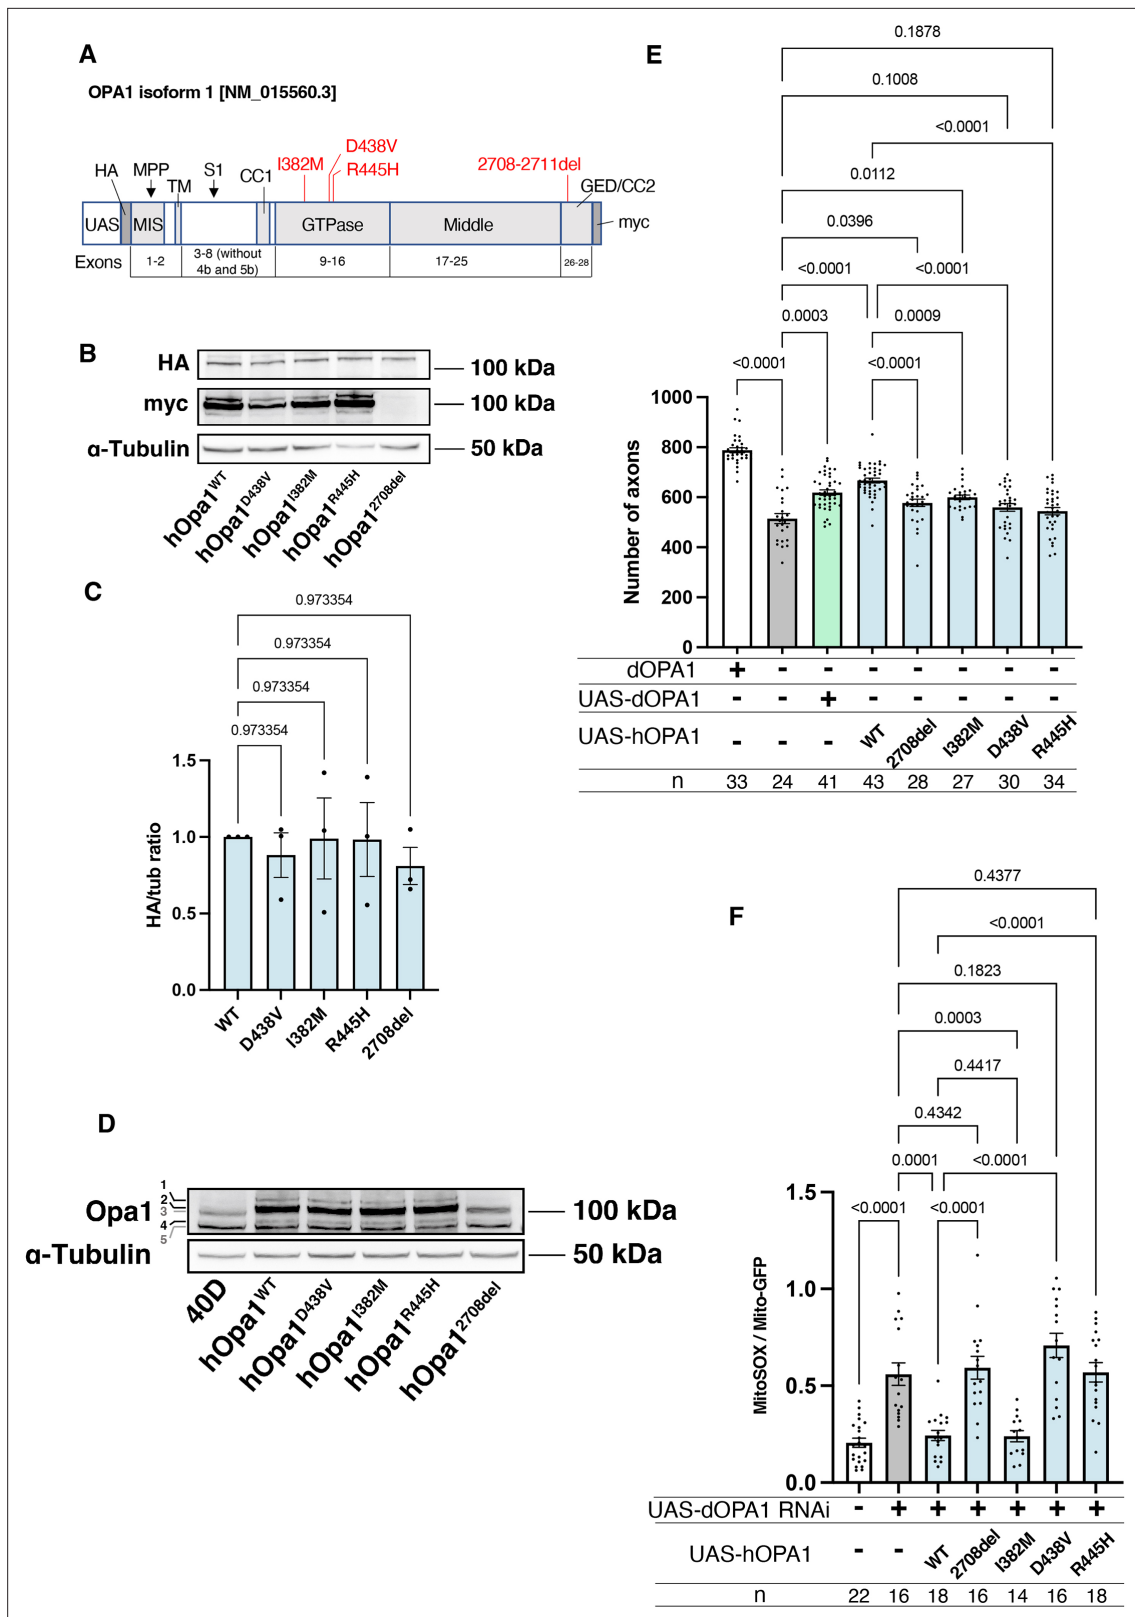 A
OPA1 isoform 1 [NM_015560.3]
HA
MPP
TM
S1
CC1
I382M
D438V
R445H
2708-2711del
GED/CC2
myc
UAS
MIS
GTPase
Middle
Exons
1-2
3-8 (without
4b and 5b)
9-16
17-25
26-28
B
HA
100 kDa
myc
100 kDa
α-Tubulin
50 kDa
hOpa1WT
hOpa1D438V
hOpa1I382M
hOpa1R445H
hOpa12708del
C
0.973354
0.973354
0.973354
0.973354
HA/tub ratio
1.5
1.0
0.5
0.0
WT
D438V
I382M
R445H
2708del
D
Opa1
1
2
3
4
5
100 kDa
α-Tubulin
50 kDa
40D
hOpa1WT
hOpa1D438V
hOpa1I382M
hOpa1R445H
hOpa12708del
E
0.1878
0.1008
<0.0001
0.0112
0.0396
<0.0001
<0.0001
0.0003
0.0009
<0.0001
<0.0001
Number of axons
1000
800
600
400
200
0
dOPA1 + - - - - - - -
UAS-dOPA1 - - + - - - - -
UAS-hOPA1 - - - WT 2708del I382M D438V R445H
n 33 24 41 43 28 27 30 34
F
0.4377
<0.0001
0.1823
0.0003
0.4417
0.4342
0.0001
<0.0001
<0.0001
<0.0001
MitoSOX / Mito-GFP
1.5
1.0
0.5
0.0
UAS-dOPA1 RNAi - + + + + + +
UAS-hOPA1 - - WT 2708del I382M D438V R445H
n 22 16 18 16 14 16 18